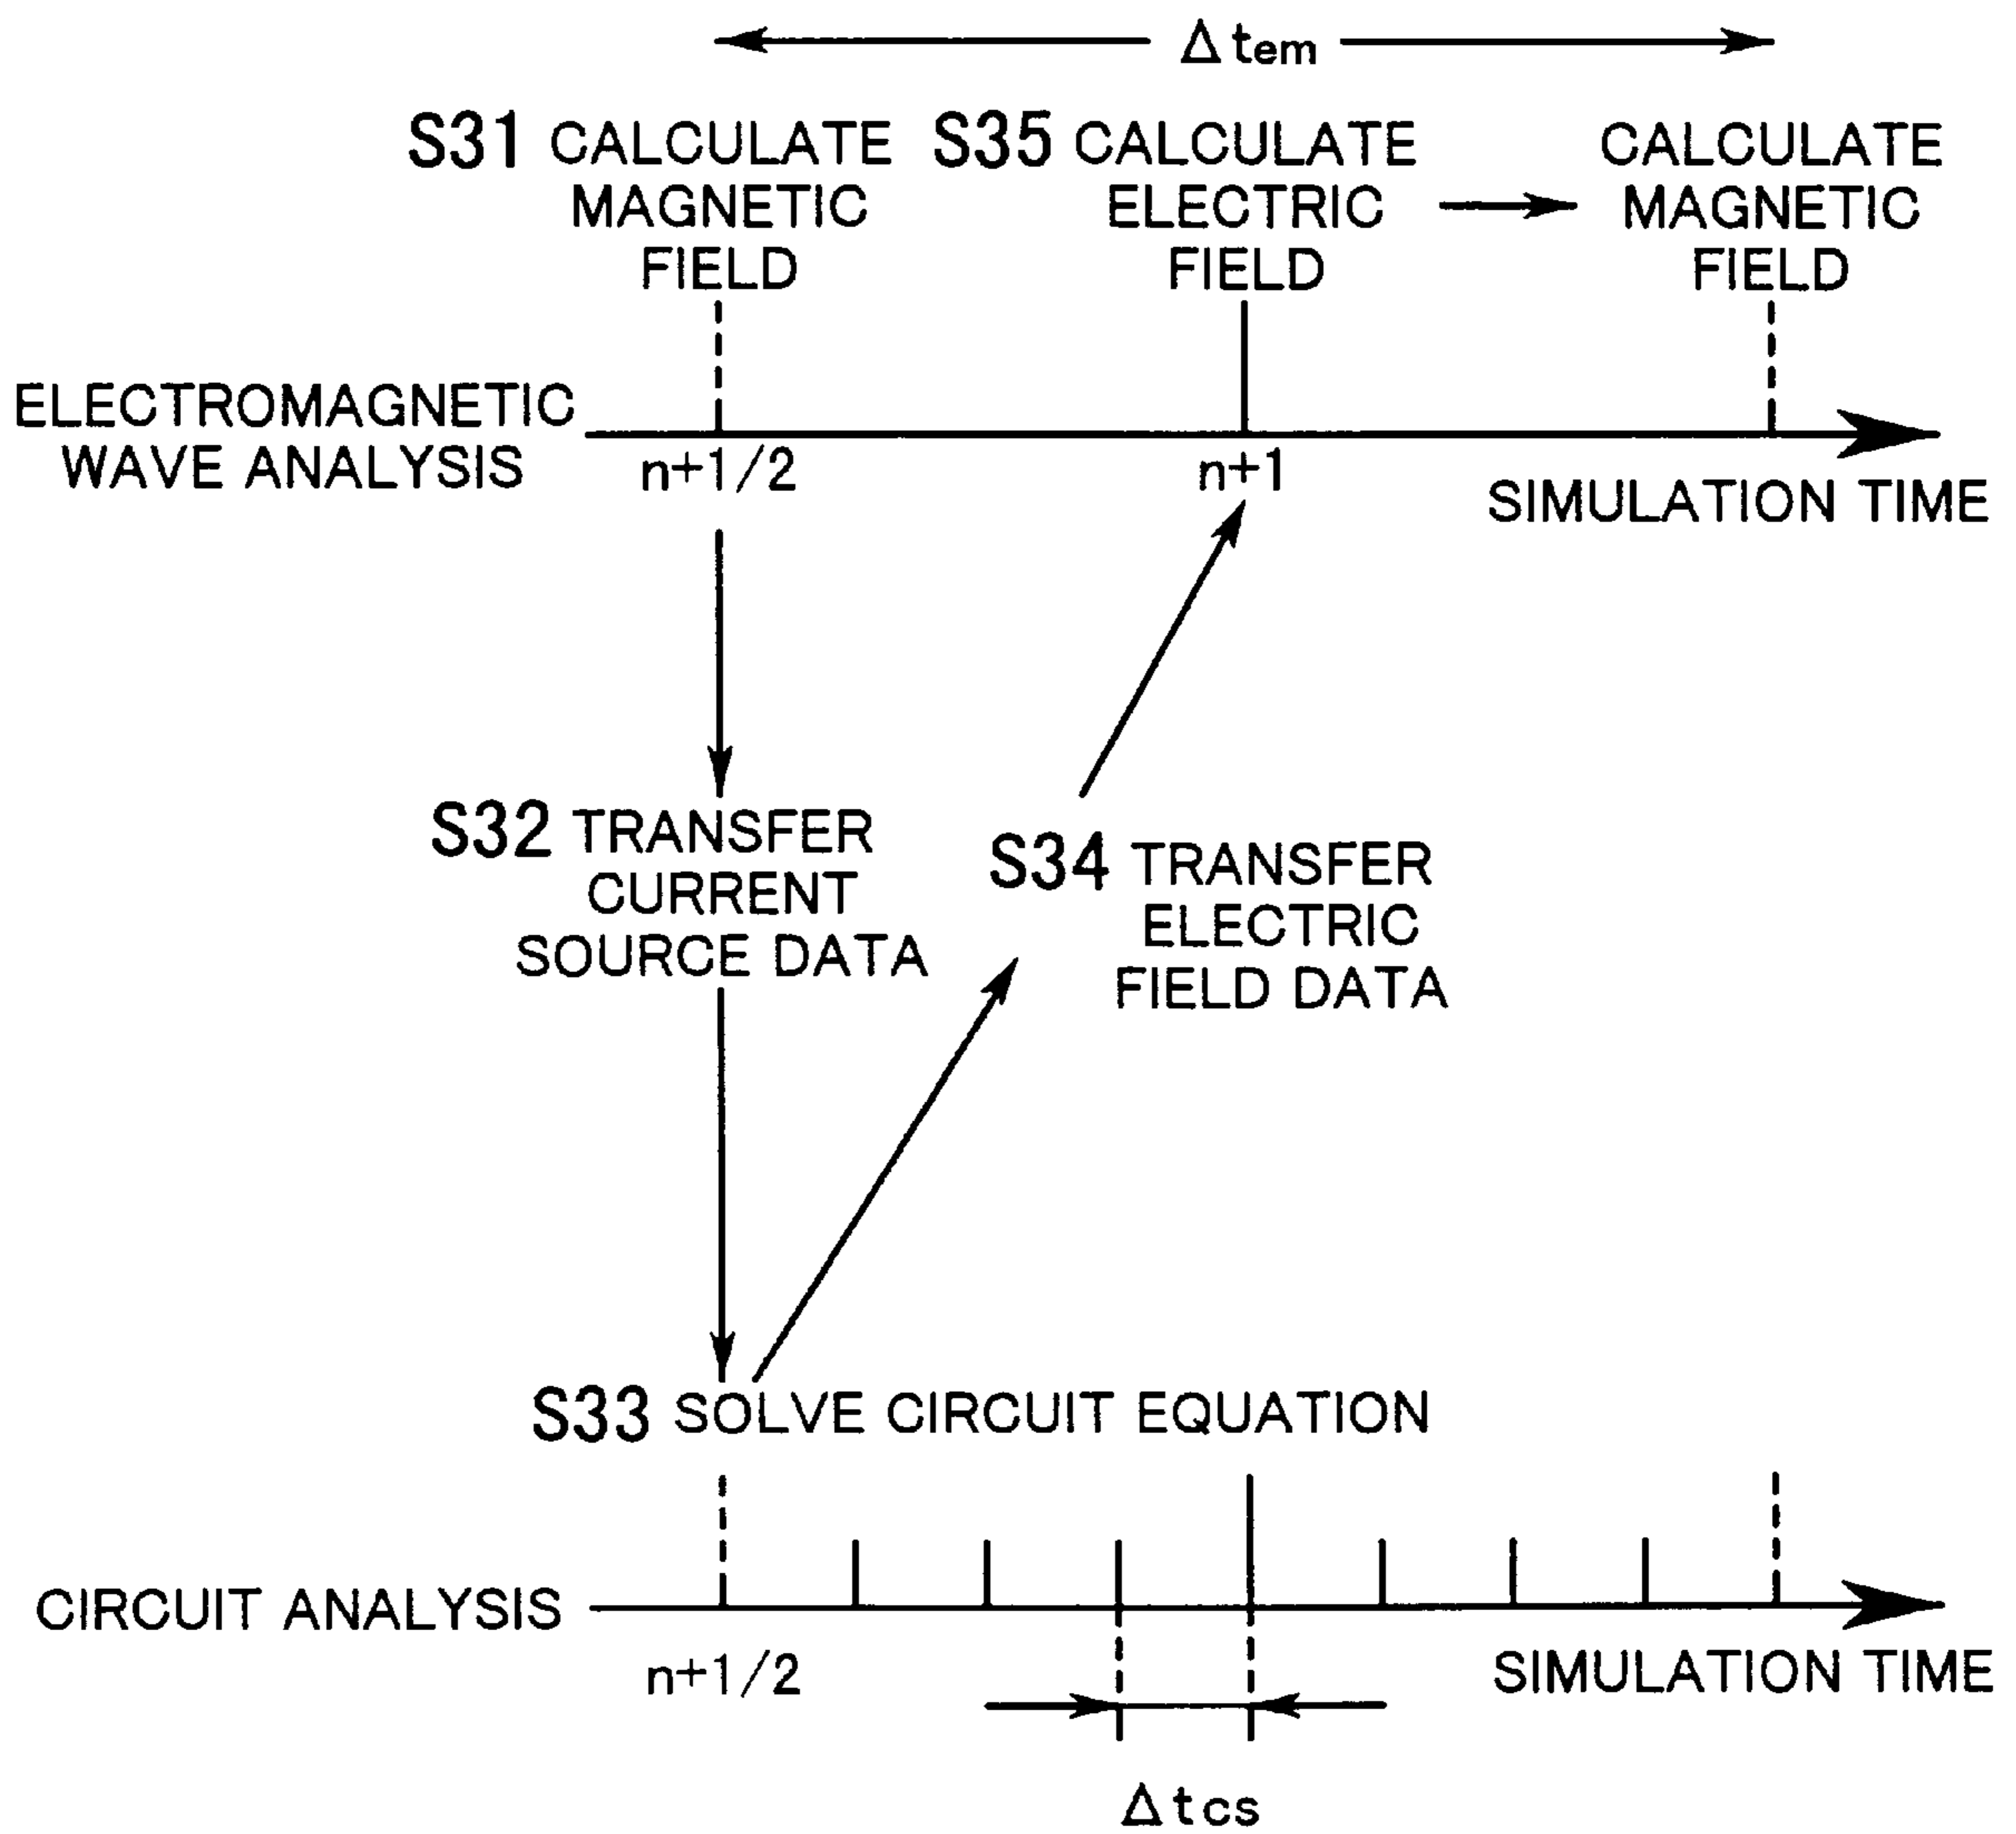 Δtem
S31 CALCULATE
MAGNETIC
FIELD
S35 CALCULATE
ELECTRIC
FIELD
CALCULATE
MAGNETIC
FIELD
ELECTROMAGNETIC
WAVE ANALYSIS
n+1/2
n+1
SIMULATION TIME
S32 TRANSFER
CURRENT
SOURCE DATA
S34 TRANSFER
ELECTRIC
FIELD DATA
S33 SOLVE CIRCUIT EQUATION
CIRCUIT ANALYSIS
n+1/2
SIMULATION TIME
Δtcs